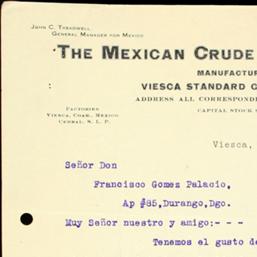 JOHN C. TREADWELL,
GENERAL MANAGER FOR MEXICO
THE MEXICAN CRUDE
MANUFACTUR
VIESCA STANDARD G
ADDRESS ALL CORRESPOND
FACTORIES
VIESCA, COAH., MEXICO
CEDRAL, S. L. P.
CAPITAL STOCK
Viesca,
Señor Don
Francisco Gomez Palacio,
Ap #85, Durango, Dgo.
Muy Señor nuestro y amigo:- - -
Tenemos el gusto de